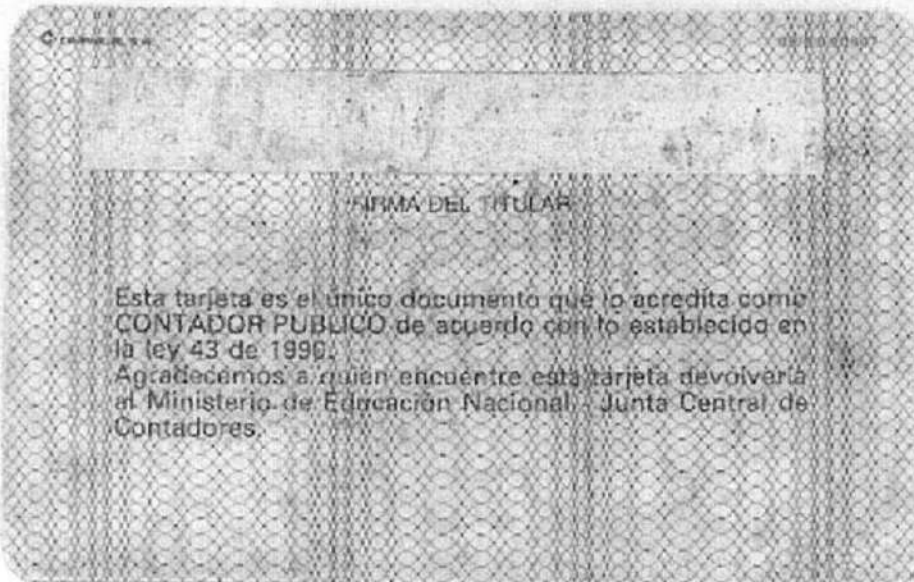 FIRMA DEL TITULAR
Esta tarjeta es el único documento que lo acredita como
CONTADOR PUBLICO de acuerdo con lo establecido en
la ley 43 de 1990.
Agradecemos a quien encuentre esta tarjeta devolverla
al Ministerio de Educación Nacional - Junta Central de
Contadores.